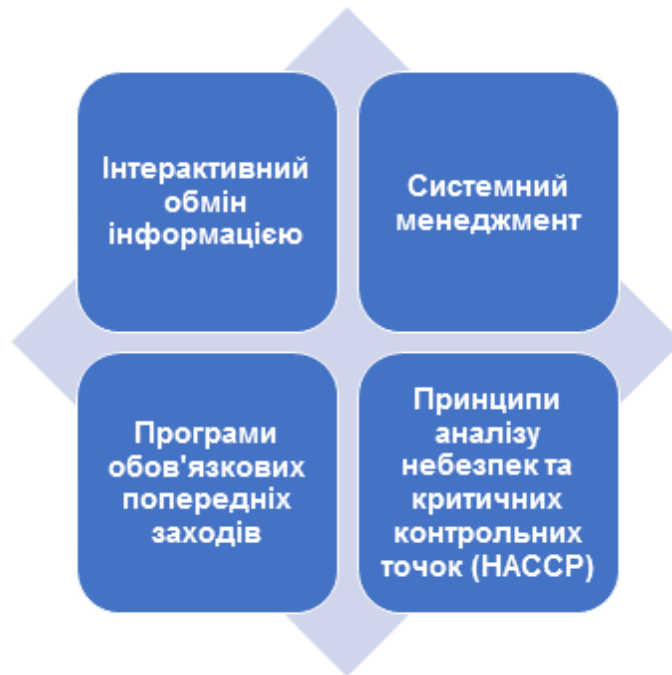 Інтерактивний
обмін
інформацією
Системний
менеджмент
Програми
обов'язкових
попередніх
заходів
Принципи
аналізу
небезпек та
критичних
контрольних
точок (НАССР)